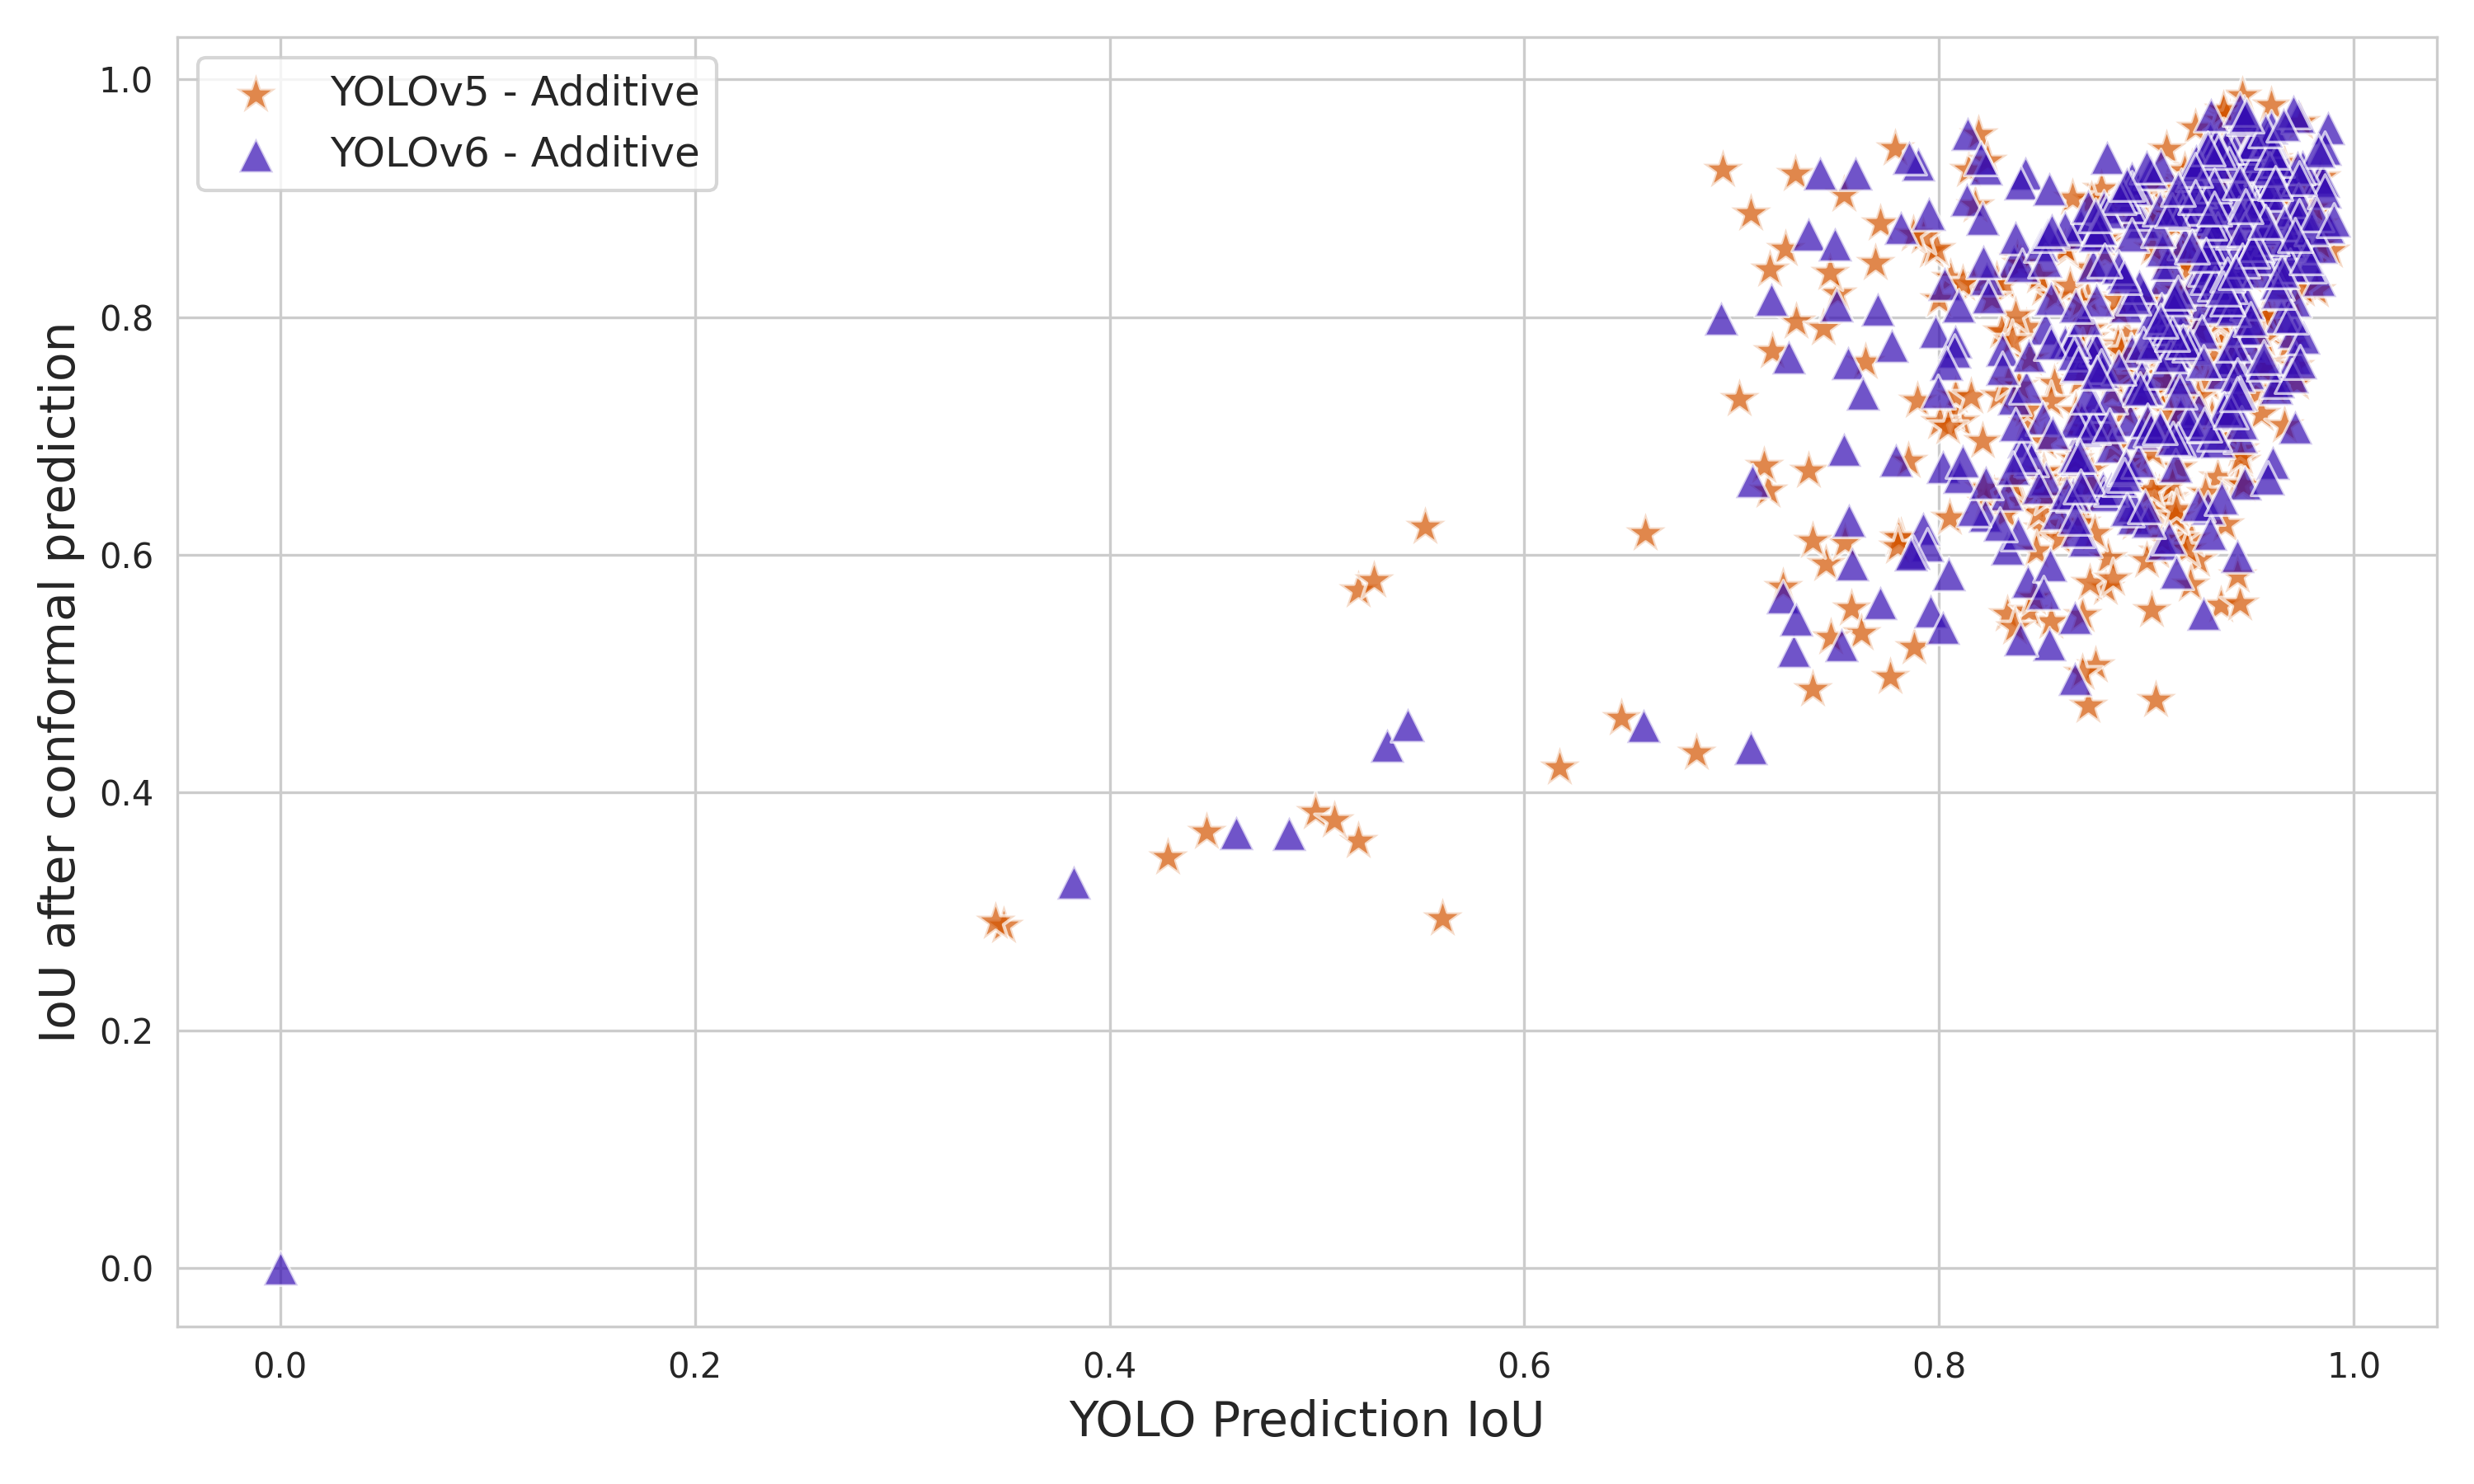 YOLOv5 - Additive
YOLOv6 - Additive
IoU after conformal prediction
1.0
0.8
0.6
0.4
0.2
0.0
0.0 0.2 0.4 0.6 0.8 1.0
YOLO Prediction IoU